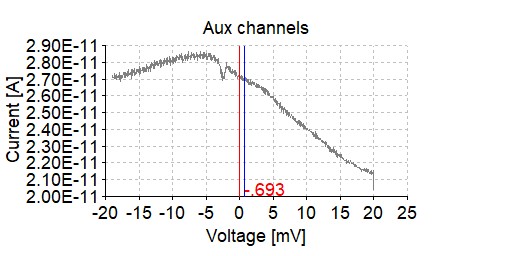 Aux channels
Current [A]
2.90E-11
2.80E-11
2.70E-11
2.60E-11
2.50E-11
2.40E-11
2.30E-11
2.20E-11
2.10E-11
2.00E-11
-.693
-20 -15 -10 -5 0 5 10 15 20 25
Voltage [mV]